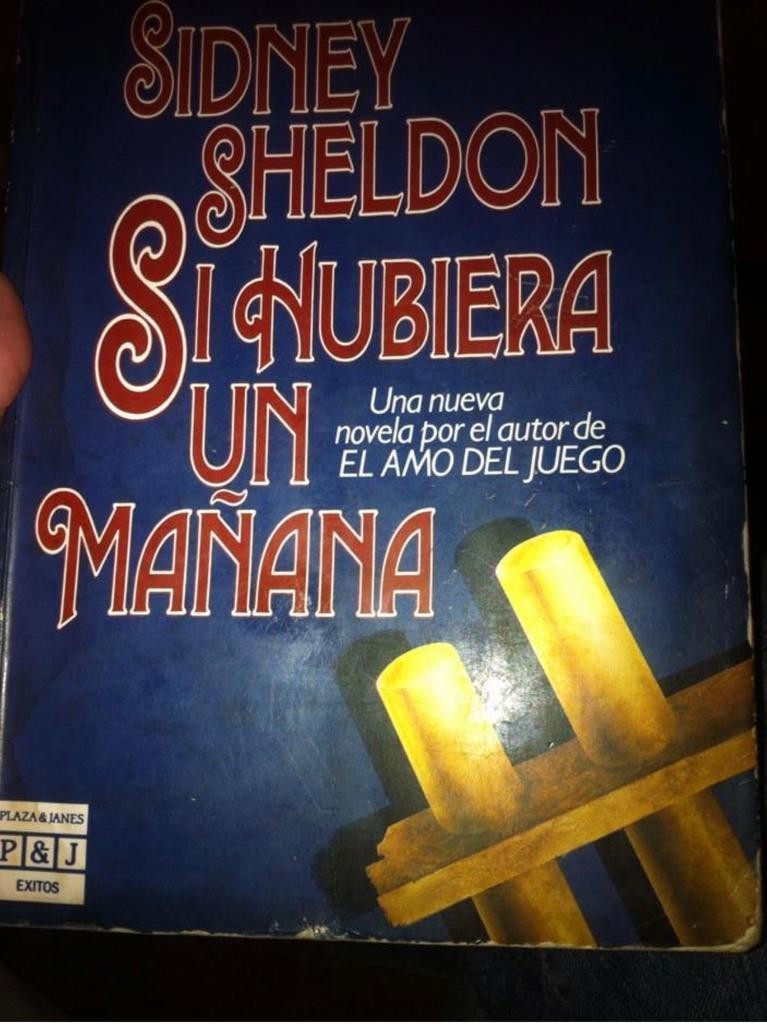 SIDNEY
SHELDON
SI HUBIERA
UN
MAÑANA
Una nueva
novela por el autor de
EL AMO DEL JUEGO
PLAZA & JANES
P & J
EXITOS